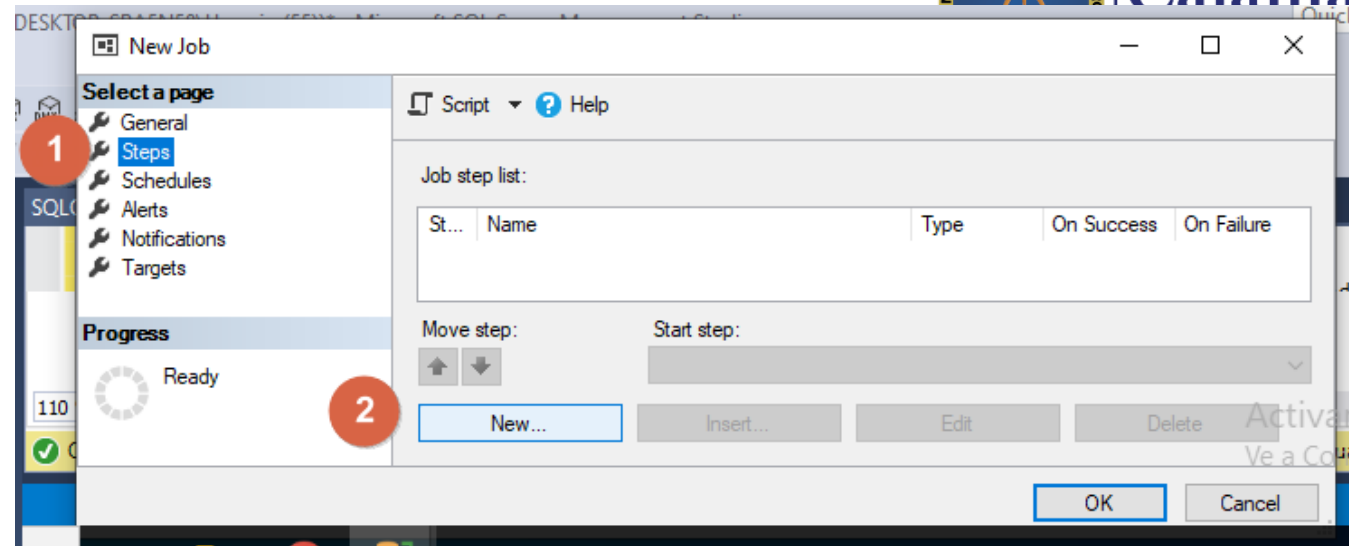 New Job
Select a page
Script Help
General
1
Steps
Schedules
Job step list:
Alerts
St... Name Type On Success On Failure
Notifications
Targets
Progress
Move step: Start step:
Ready
110
2
New... Insert... Edit Delete
Ve a
OK Cancel